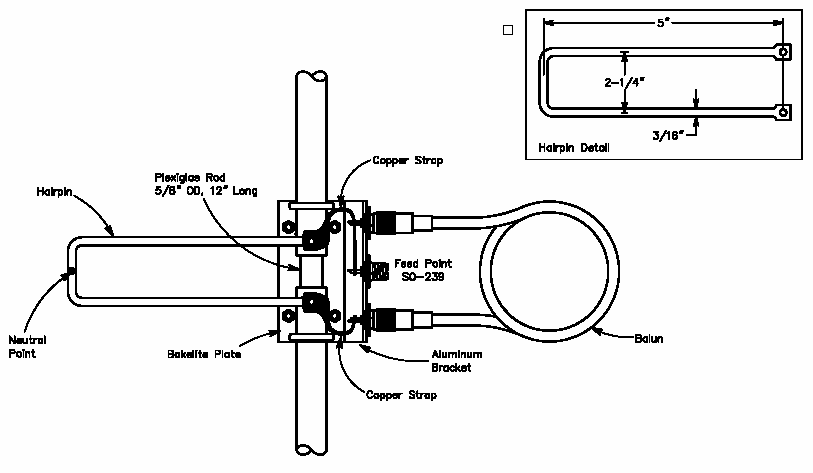 5"
2-1/4"
3/16"
Hairpin Detail
Copper Strap
Plexiglas Rod
5/8" OD, 12" Long
Hairpin
Feed Point
SO-239
Neutral
Point
Bakelite Plate
Aluminum
Bracket
Balun
Copper Strap